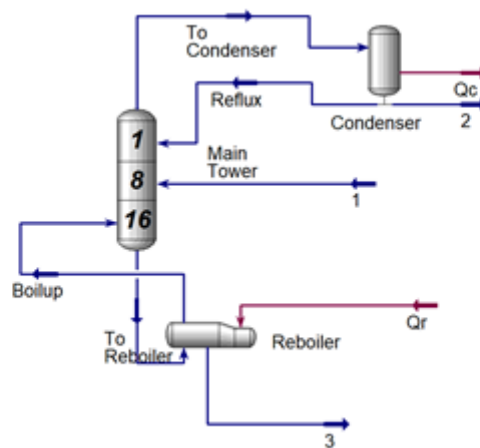 To
Condenser
Qc
Reflux
2
Condenser
1
Main
Tower
8
1
16
Boilup
To
Reboiler
Reboiler
Qr
3